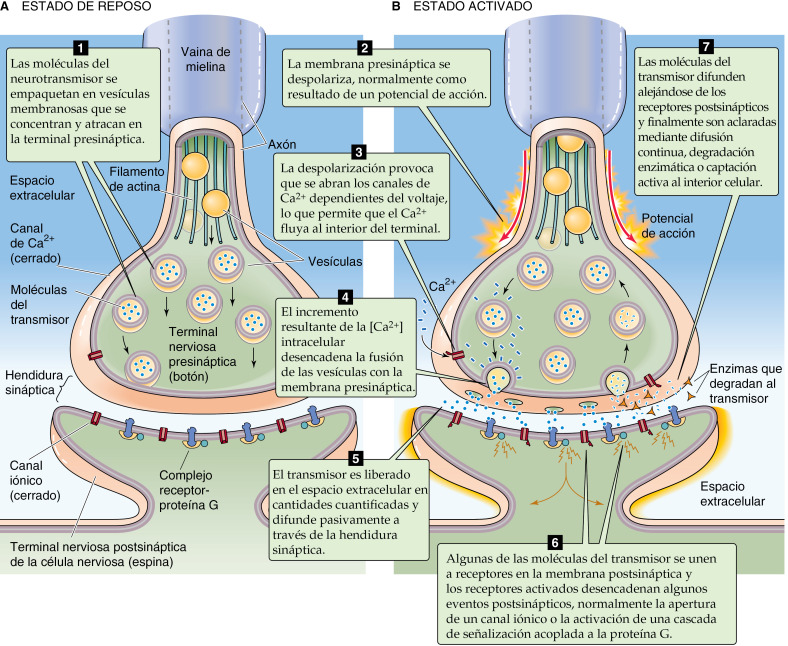 A ESTADO DE REPOSO
B ESTADO ACTIVADO
1
Las moléculas del
neurotransmisor se
empaquetan en vesículas
membranosas que se
concentran y atracan en
la terminal presináptica.
Vaina de
mielina
Axón
Filamento
de actina
Espacio
extracelular
Canal
de Ca²⁺
(cerrado)
Vesículas
Moléculas
del
transmisor
Terminal
nerviosa
presináptica
(botón)
Hendidura
sináptica
Canal
iónico
(cerrado)
Complejo
receptor-
proteína G
Terminal nerviosa postsináptica
de la célula nerviosa (espina)
2
La membrana presináptica se
despolariza, normalmente como
resultado de un potencial de acción.
3
La despolarización provoca
que se abran los canales de
Ca²⁺ dependientes del voltaje,
lo que permite que el Ca²⁺
fluya al interior del terminal.
Ca²⁺
4
El incremento
resultante de la [Ca²⁺]
intracelular
desencadena la fusión
de las vesículas con la
membrana presináptica.
5
El transmisor es liberado
en el espacio extracelular en
cantidades cuantificadas y
difunde pasivamente a
través de la hendidura
sináptica.
6
Algunas de las moléculas del transmisor se unen
a receptores en la membrana postsináptica y
los receptores activados desencadenan algunos
eventos postsinápticos, normalmente la apertura
de un canal iónico o la activación de una cascada
de señalización acoplada a la proteína G.
7
Las moléculas del
transmisor difunden
alejándose de los
receptores postsinápticos
y finalmente son aclaradas
mediante difusión
continua, degradación
enzimática o captación
activa al interior celular.
Potencial
de acción
Enzimas que
degradan al
transmisor
Espacio
extracelular